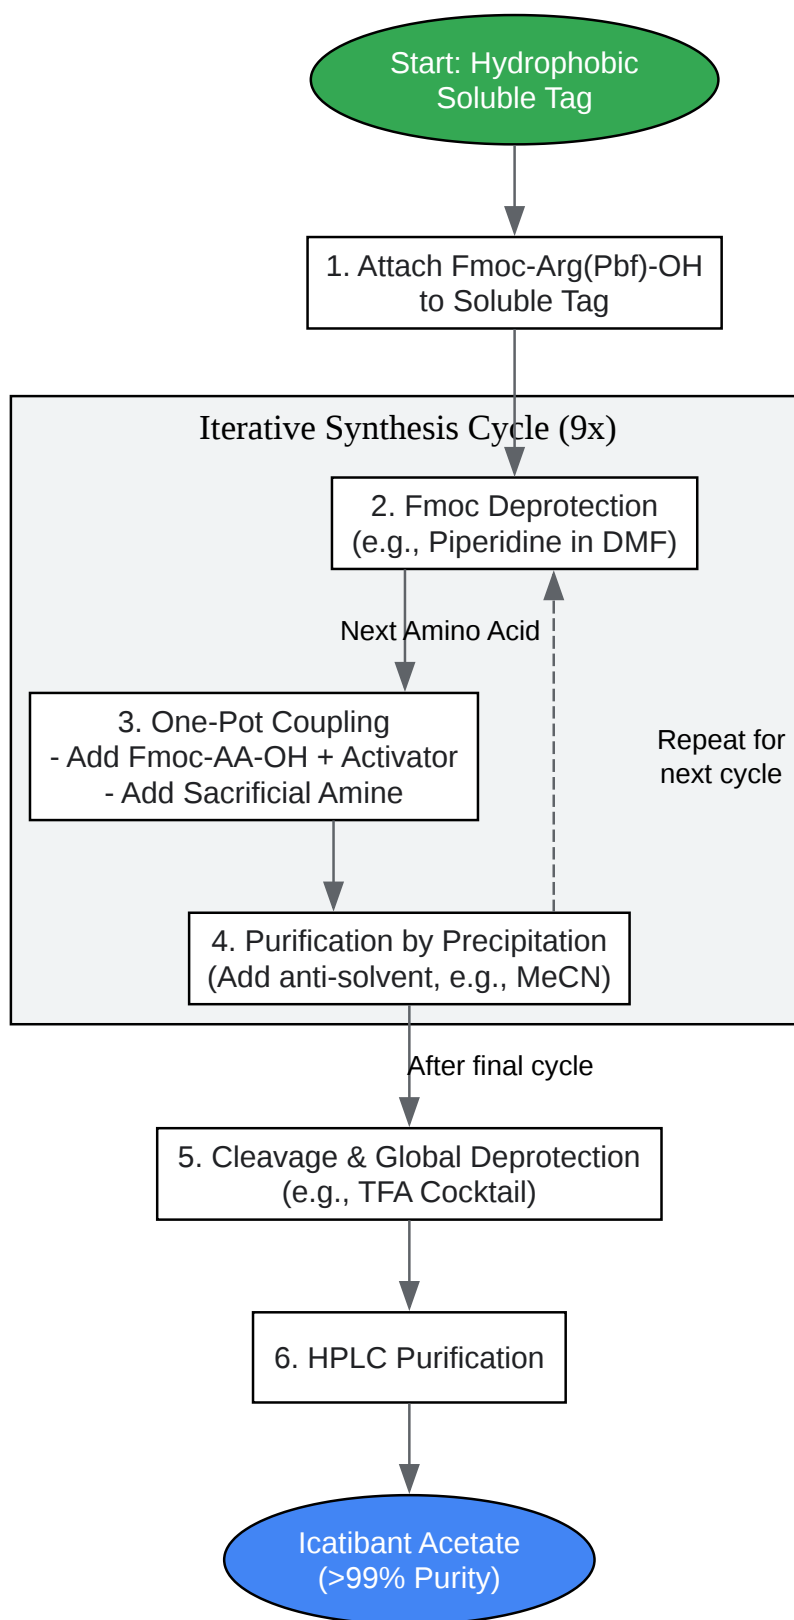 Start: Hydrophobic
Soluble Tag
1. Attach Fmoc-Arg(Pbf)-OH
to Soluble Tag
Iterative Synthesis Cycle (9x)
2. Fmoc Deprotection
(e.g., Piperidine in DMF)
Next Amino Acid
3. One-Pot Coupling
- Add Fmoc-AA-OH + Activator
- Add Sacrificial Amine
Repeat for
next cycle
4. Purification by Precipitation
(Add anti-solvent, e.g., MeCN)
After final cycle
5. Cleavage & Global Deprotection
(e.g., TFA Cocktail)
6. HPLC Purification
Icatibant Acetate
(>99% Purity)